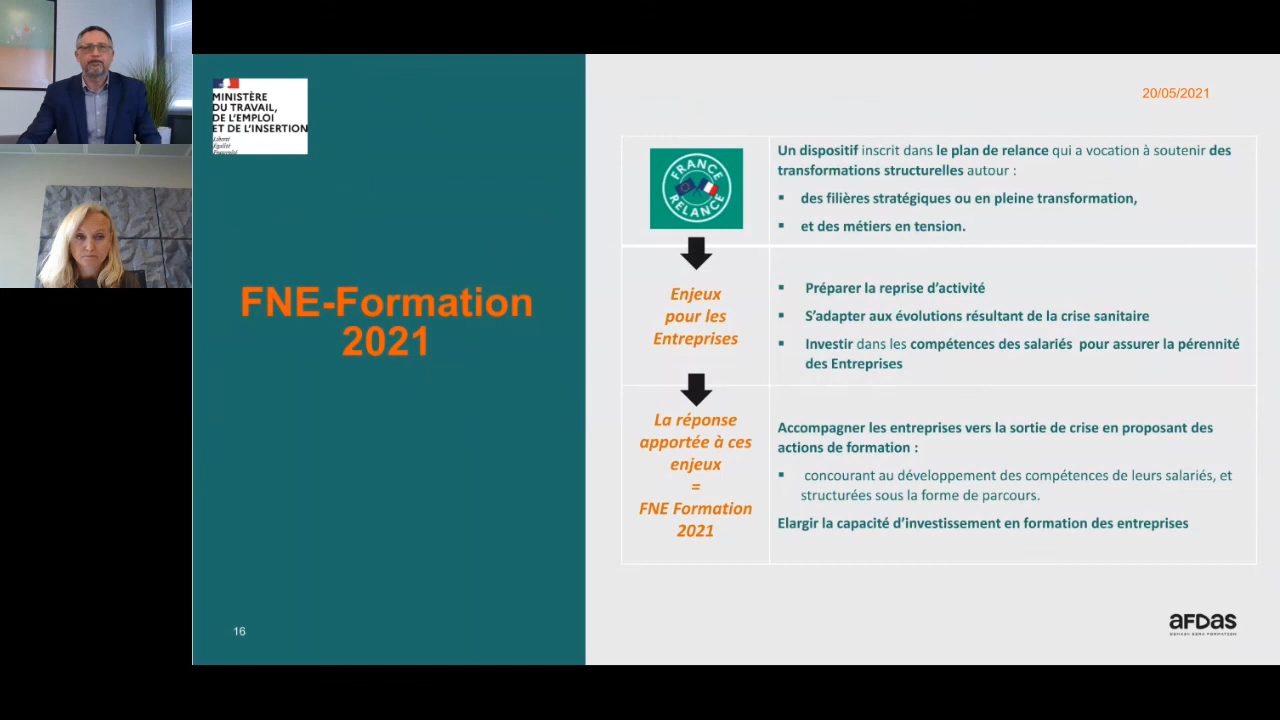 MINISTÈRE
DU TRAVAIL,
DE L'EMPLOI
ET DE L'INSERTION
Liberté
Égalité
Fraternité
FNE-Formation
2021
16
20/05/2021
FRANCE
RELANCE
Un dispositif inscrit dans le plan de relance qui a vocation à soutenir des
transformations structurelles autour :
▪ des filières stratégiques ou en pleine transformation,
▪ et des métiers en tension.
Enjeux
pour les
Entreprises
▪ Préparer la reprise d'activité
▪ S'adapter aux évolutions résultant de la crise sanitaire
▪ Investir dans les compétences des salariés pour assurer la pérennité
des Entreprises
La réponse
apportée à ces
enjeux
=
FNE Formation
2021
Accompagner les entreprises vers la sortie de crise en proposant des
actions de formation :
▪ concourant au développement des compétences de leurs salariés, et
structurées sous la forme de parcours.
Elargir la capacité d'investissement en formation des entreprises
afdas